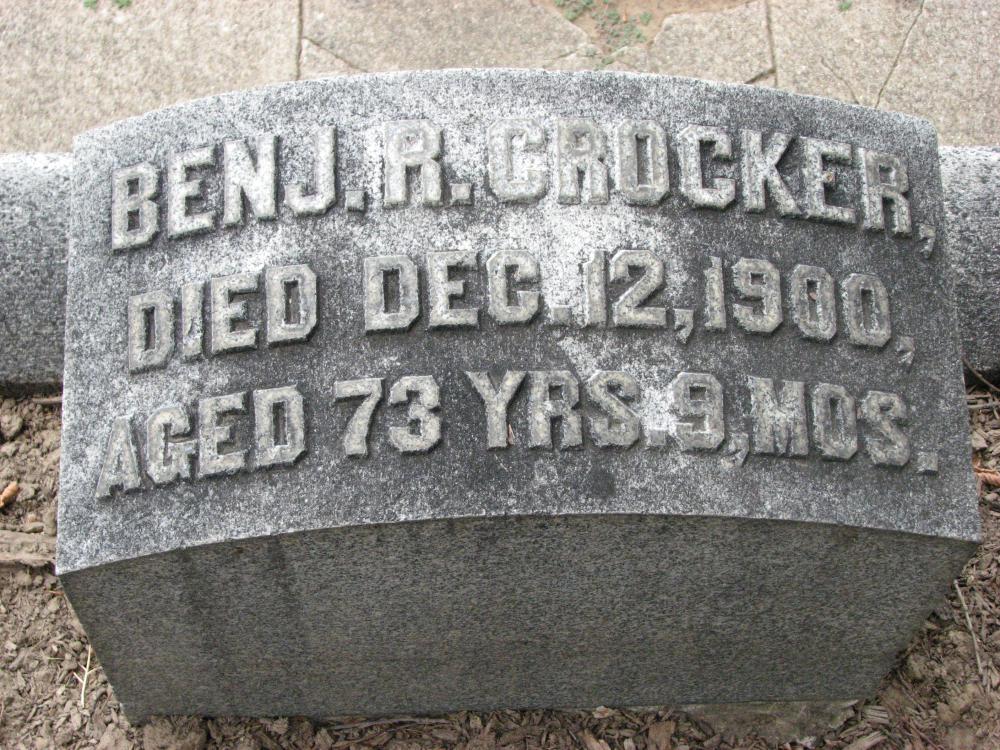 BENJ. R. CROCKER,
DIED DEC. 12, 1900,
AGED 73 YRS. 9, MOS.